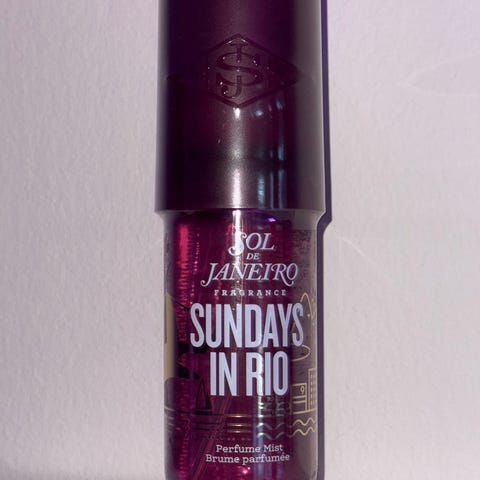 SOL
DE
JANEIRO
FRAGRANCE
SUNDAYS
IN RIO
Perfume Mist
Brume parfumée